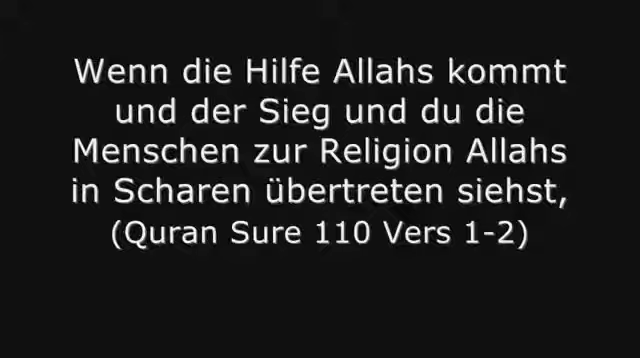 Wenn die Hilfe Allahs kommt
und der Sieg und du die
Menschen zur Religion Allahs
in Scharen übertreten siehst,
(Quran Sure 110 Vers 1-2)